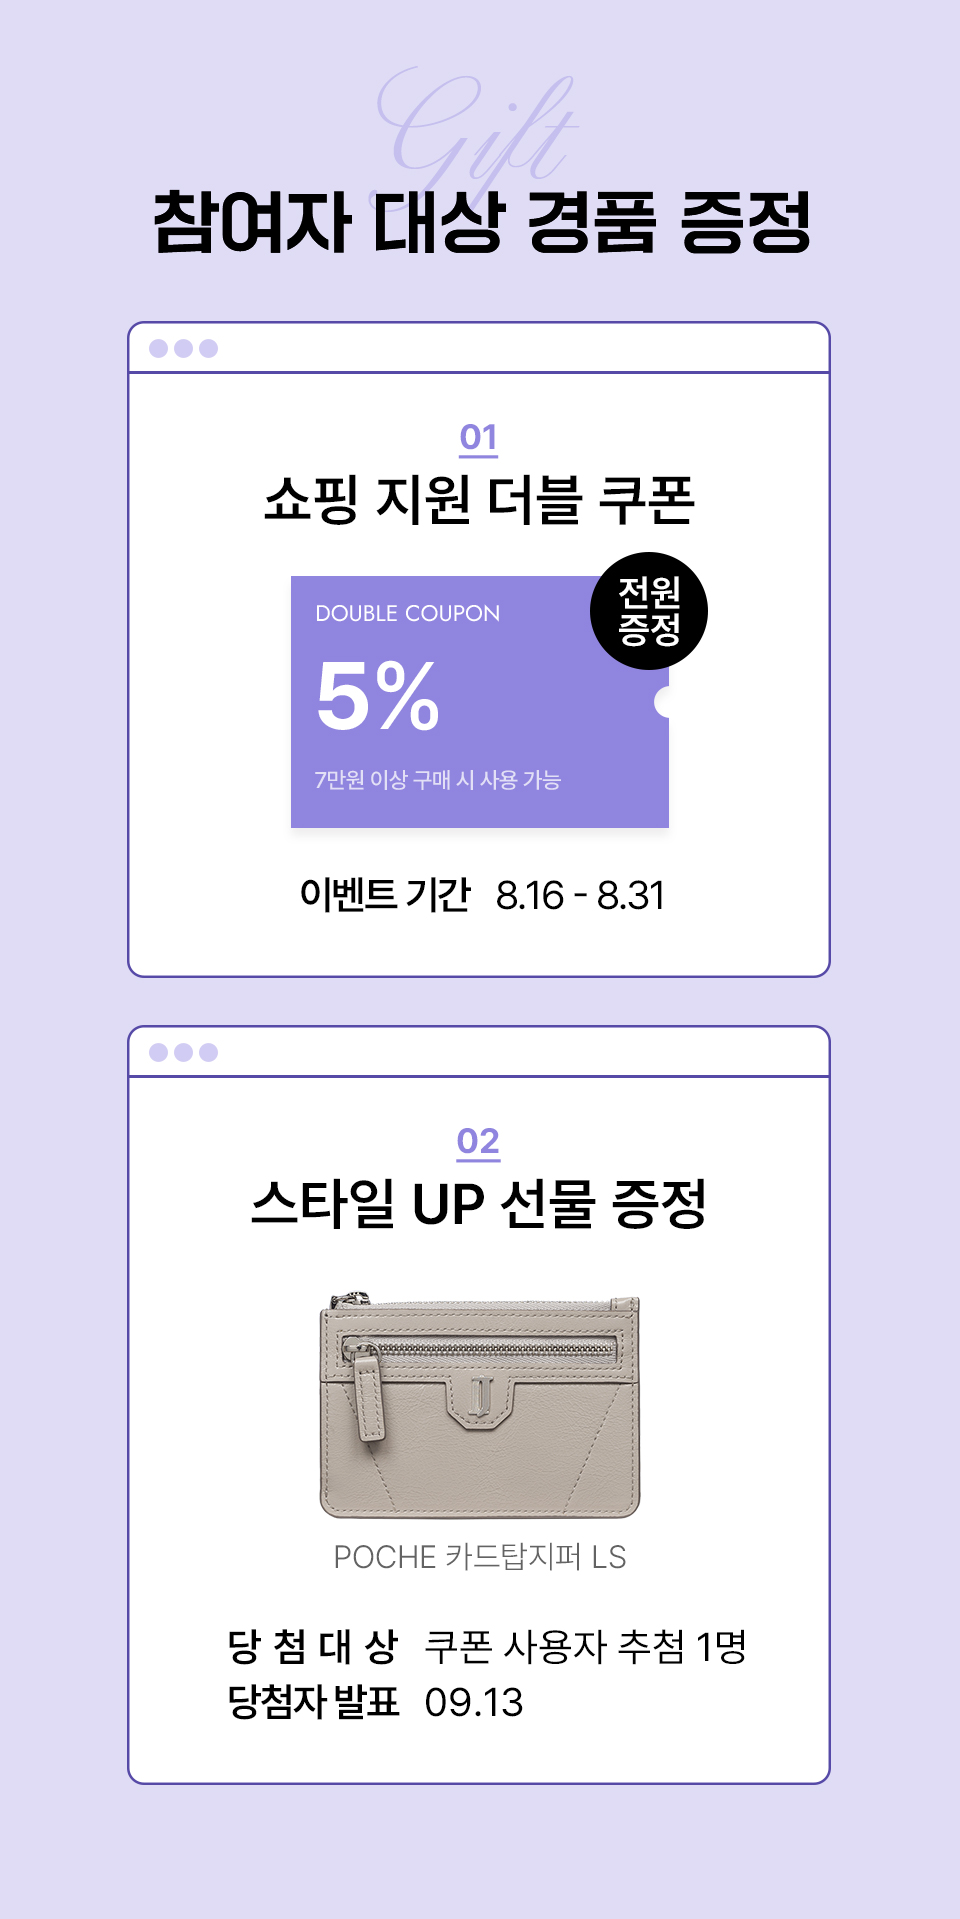 Gift
참여자 대상 경품 증정
01
쇼핑 지원 더블 쿠폰
전원
증정
DOUBLE COUPON
5%
7만원 이상 구매 시 사용 가능
이벤트 기간 8.16 - 8.31
02
스타일 UP 선물 증정
POCHE 카드탑지퍼 LS
당 첨 대 상 쿠폰 사용자 추첨 1명
당첨자 발표 09.13